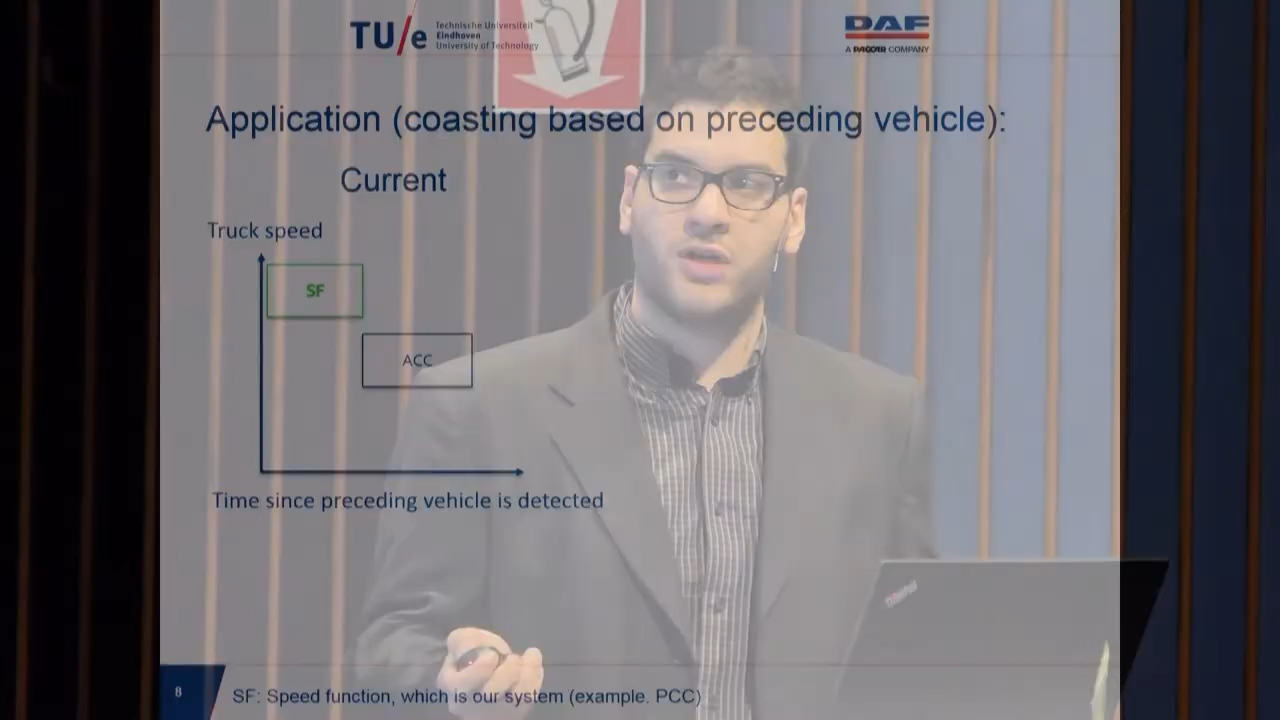 TU/e Technische Universiteit
Eindhoven
University of Technology
DAF
A PACCAR COMPANY
Application (coasting based on preceding vehicle):
Current
Truck speed
SF
ACC
Time since preceding vehicle is detected
ThinkPad
8
SF: Speed function, which is our system (example. PCC)